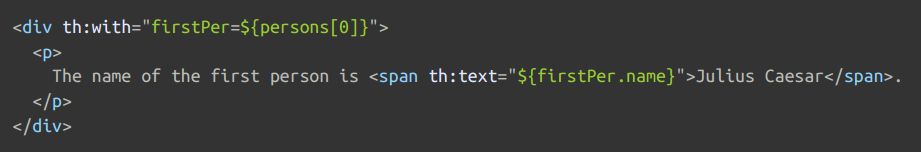 <div th:with="firstPer=${persons[0]}">
  <p>
    The name of the first person is <span th:text="${firstPer.name}">Julius Caesar</span>.
  </p>
</div>